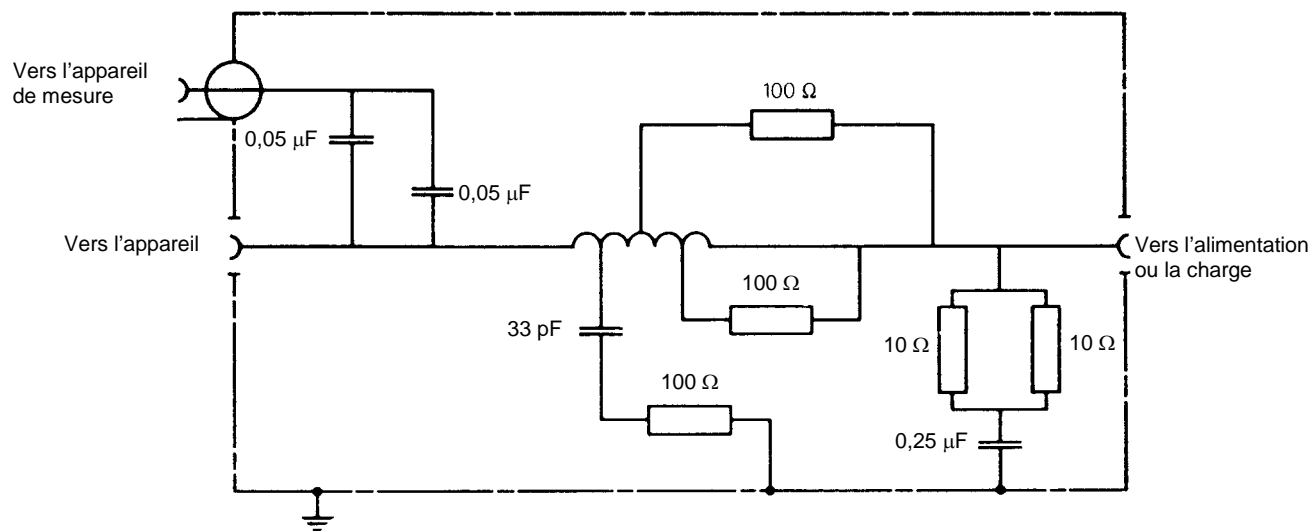 Vers l'appareil
de mesure
100 Ω
0,05 μF
0,05 μF
Vers l'appareil
Vers l'alimentation
ou la charge
100 Ω
33 pF
10 Ω
10 Ω
100 Ω
0,25 μF